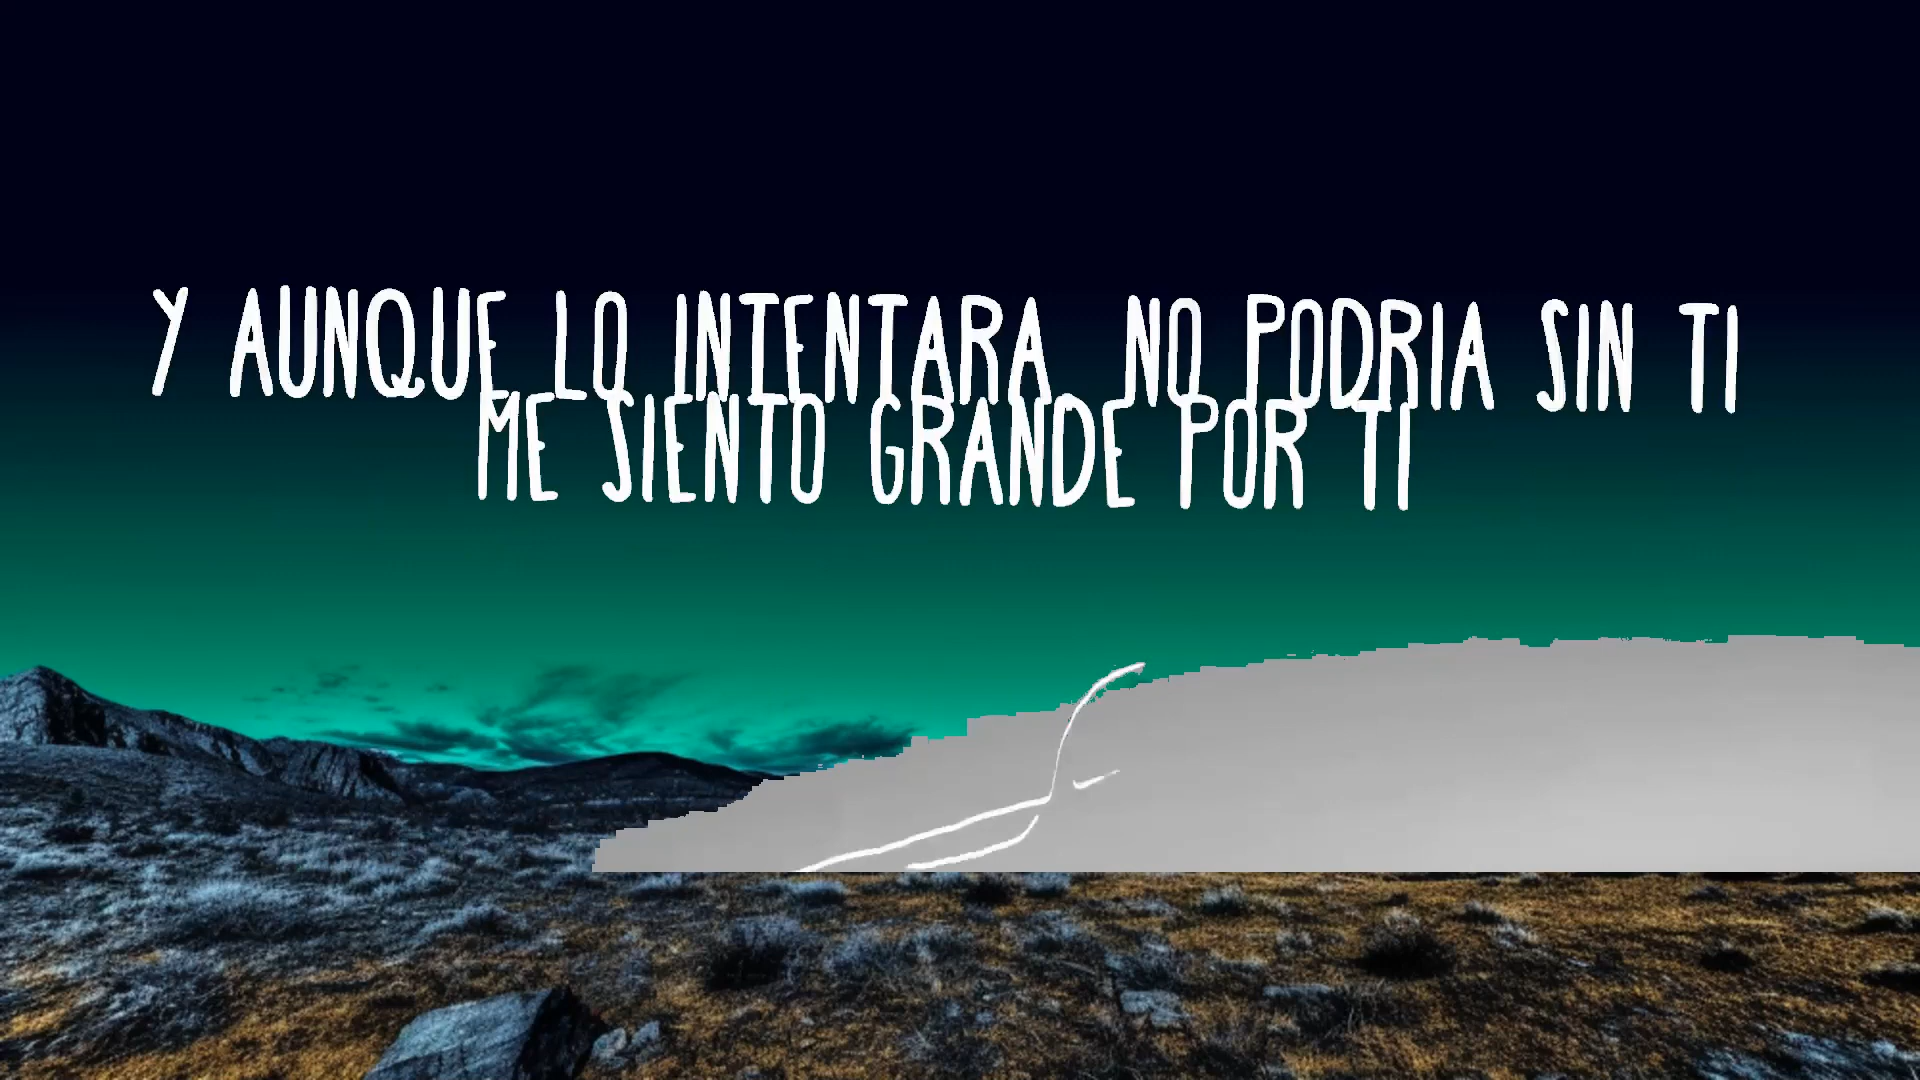 Y AUNQUE LO INTENTARA, NO PODRIA SIN TI
ME SIENTO GRANDE POR TI